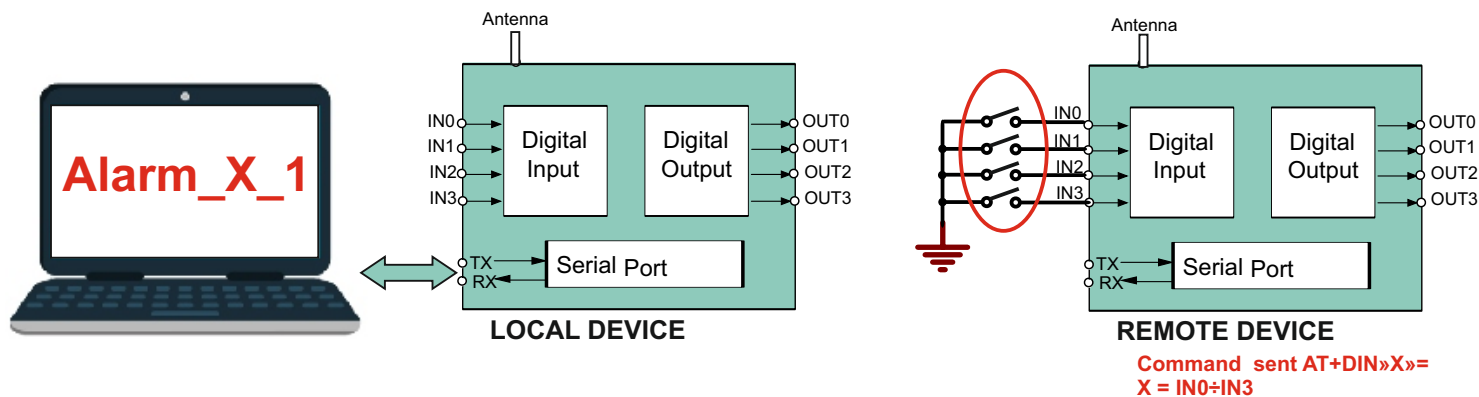 Alarm_X_1
Antenna
IN0
IN1
IN2
IN3
Digital
Input
Digital
Output
OUT0
OUT1
OUT2
OUT3
TX
RX
Serial Port
LOCAL DEVICE
Antenna
IN0
IN1
IN2
IN3
Digital
Input
Digital
Output
OUT0
OUT1
OUT2
OUT3
TX
RX
Serial Port
REMOTE DEVICE
Command sent AT+DIN»X»=
X = IN0÷IN3